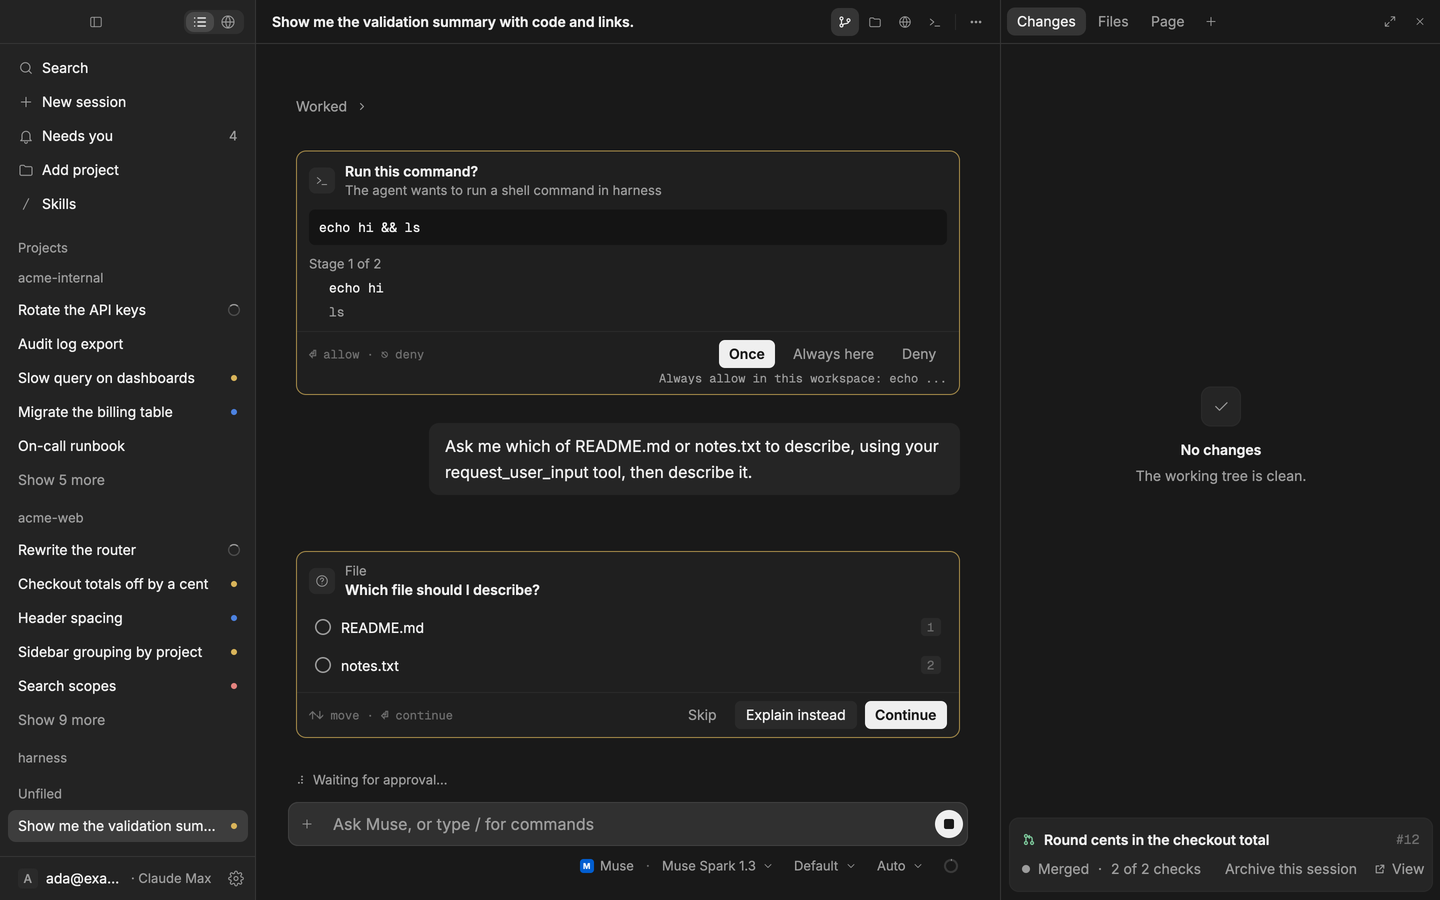 Search
New session
Needs you 4
Add project
Skills
Projects
acme-internal
Rotate the API keys
Audit log export
Slow query on dashboards
Migrate the billing table
On-call runbook
Show 5 more
acme-web
Rewrite the router
Checkout totals off by a cent
Header spacing
Sidebar grouping by project
Search scopes
Show 9 more
harness
Unfiled
Show me the validation sum...
A ada@exa... · Claude Max
Show me the validation summary with code and links.
Worked
Run this command?
The agent wants to run a shell command in harness
echo hi && ls
Stage 1 of 2
echo hi
ls
allow · deny
Once Always here Deny
Always allow in this workspace: echo ...
Ask me which of README.md or notes.txt to describe, using your
request_user_input tool, then describe it.
File
Which file should I describe?
README.md 1
notes.txt 2
move · continue
Skip Explain instead Continue
Waiting for approval...
Ask Muse, or type / for commands
M Muse · Muse Spark 1.3 Default Auto
Changes Files Page
No changes
The working tree is clean.
Round cents in the checkout total #12
Merged · 2 of 2 checks Archive this session View